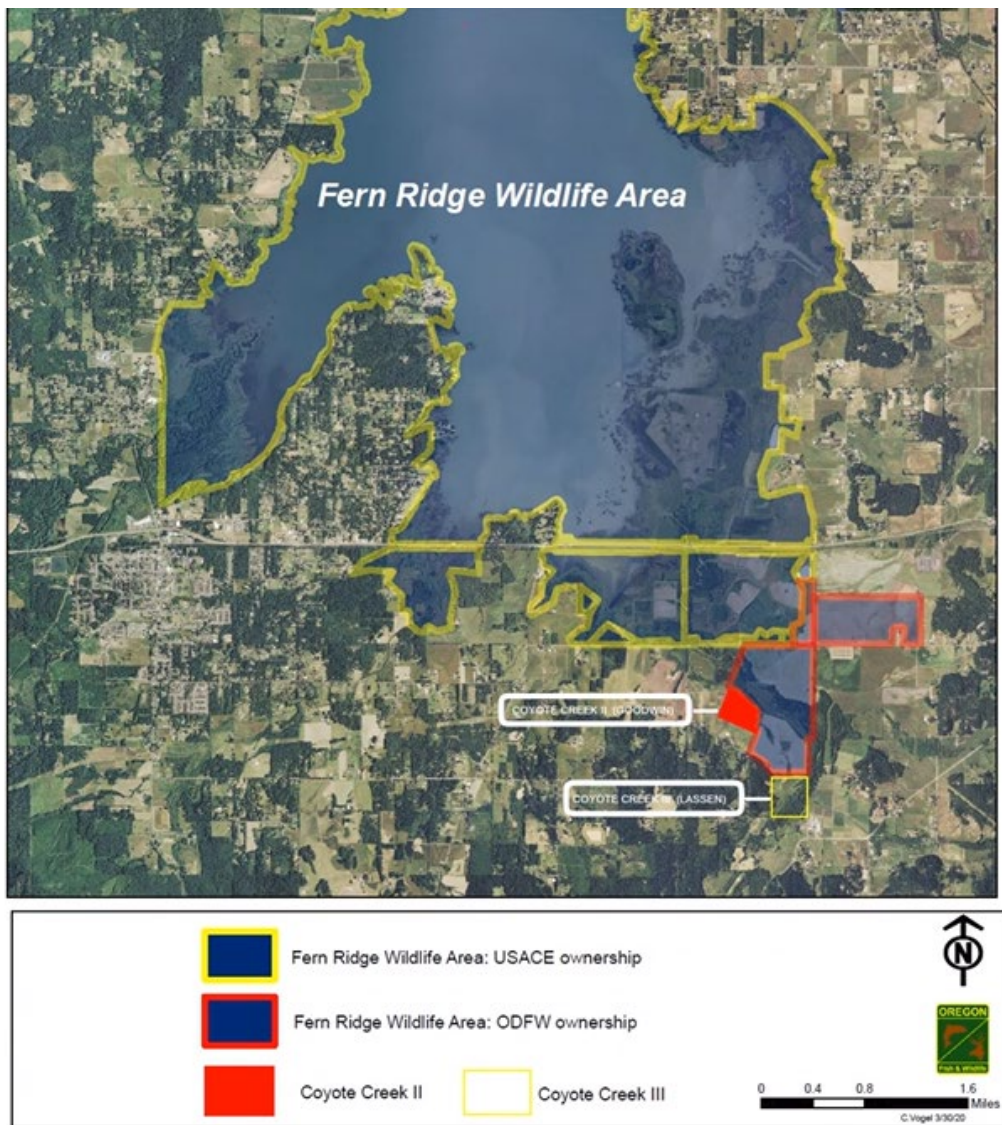 Fern Ridge Wildlife Area
COYOTE CREEK II (GOODWIN)
COYOTE CREEK III (LASSEN)
Fern Ridge Wildlife Area: USACE ownership
N
Fern Ridge Wildlife Area: ODFW ownership
OREGON
Fish & Wildlife
Coyote Creek II
Coyote Creek III
0 0.4 0.8 1.6
Miles
C.Vogel 3/30/20